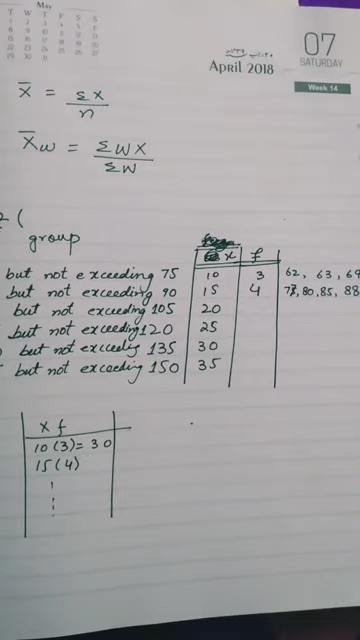 May
T W T F S S
April 2018
07
SATURDAY
Week 14
x̄ = Σx / n
x̄w = Σwx / Σw
group
x f
but not exceeding 75 10 3 62, 63, 69
but not exceeding 90 15 4 78, 80, 85, 88
but not exceeding 105 20
but not exceeding 120 25
but not exceeding 135 30
but not exceeding 150 35
x f
10(3) = 30
15(4)